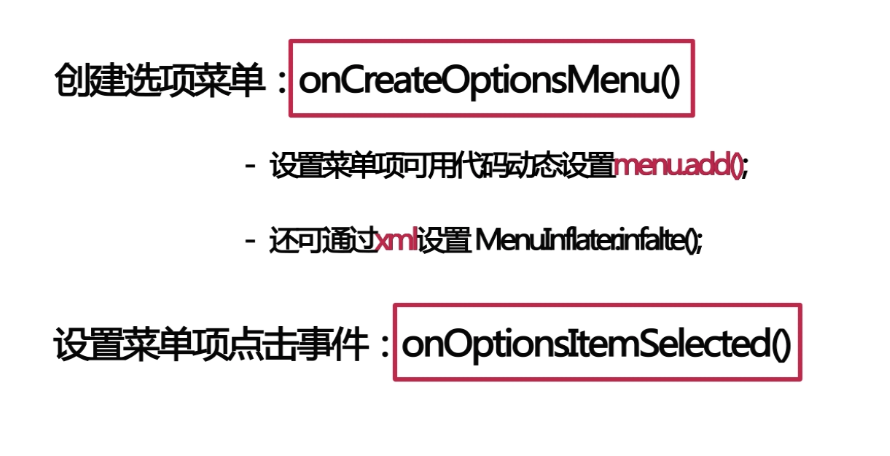 创建选项菜单：onCreateOptionsMenu()
- 设置菜单项可用代码动态设置menu.add();
- 还可通过xml设置 MenuInflater.infalte();
设置菜单项点击事件：onOptionsItemSelected()